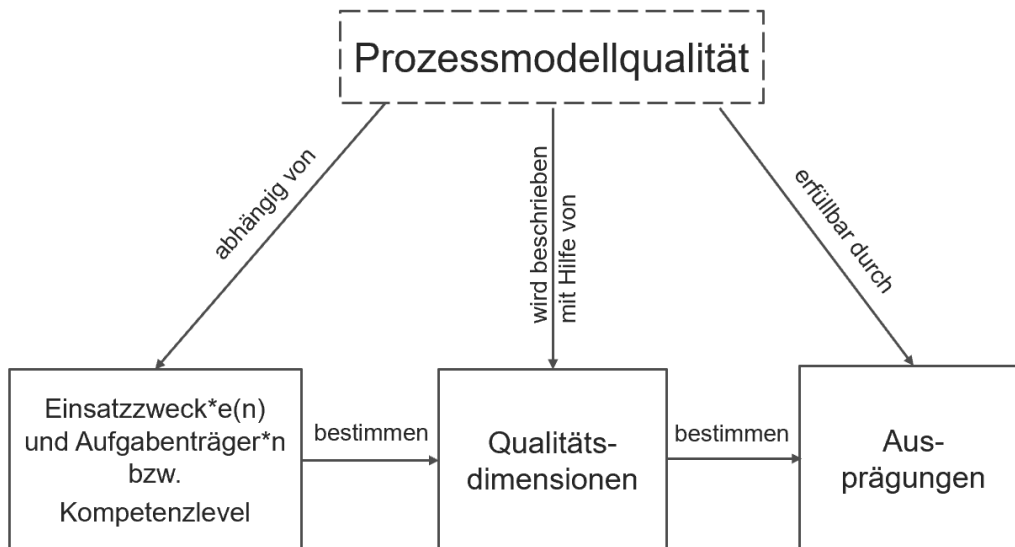 Prozessmodellqualität
abhängig von
wird beschrieben
mit Hilfe von
erfüllbar durch
Einsatzzweck*e(n)
und Aufgabenträger*n
bzw.
Kompetenzlevel
bestimmen
Qualitäts-
dimensionen
bestimmen
Aus-
prägungen